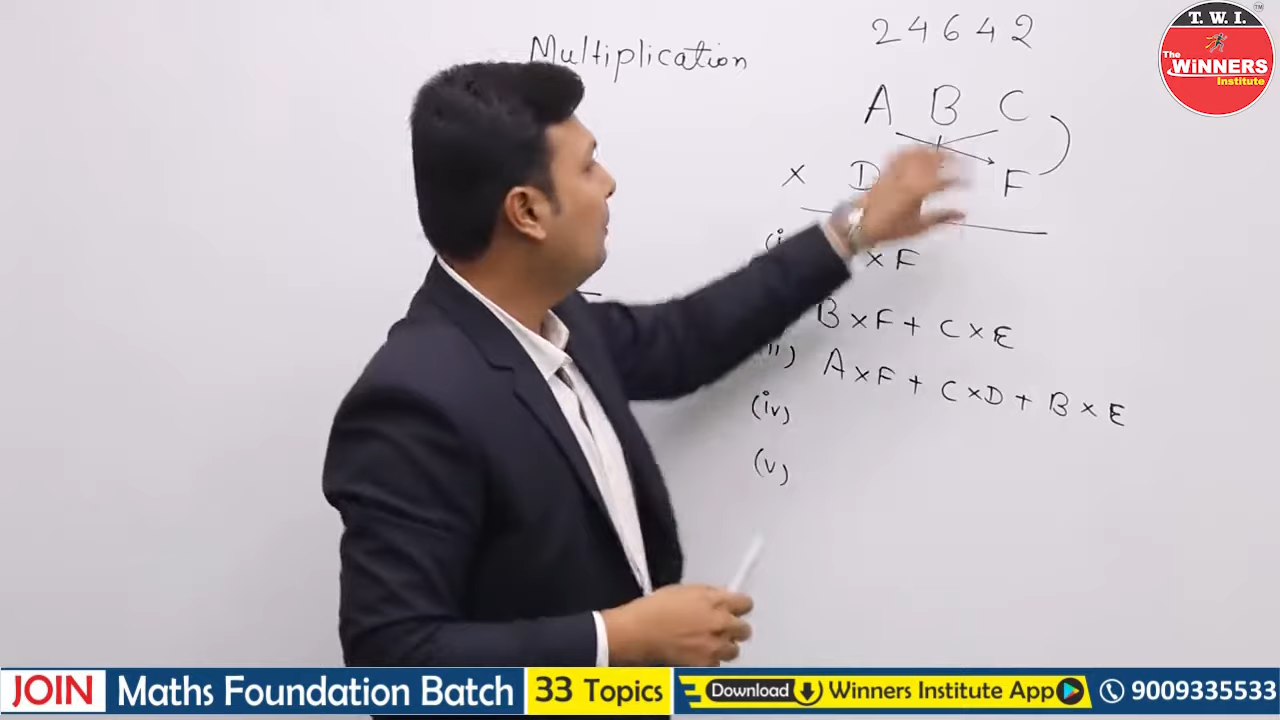 T. W. I. TM
The
WiNNERS
Institute
Multiplication
2 4 6 4 2
A B C
× D F
× F
B × F + C × E
A × F + C × D + B × E
(iv)
(v)
JOIN Maths Foundation Batch 33 Topics Download Winners Institute App 9009335533